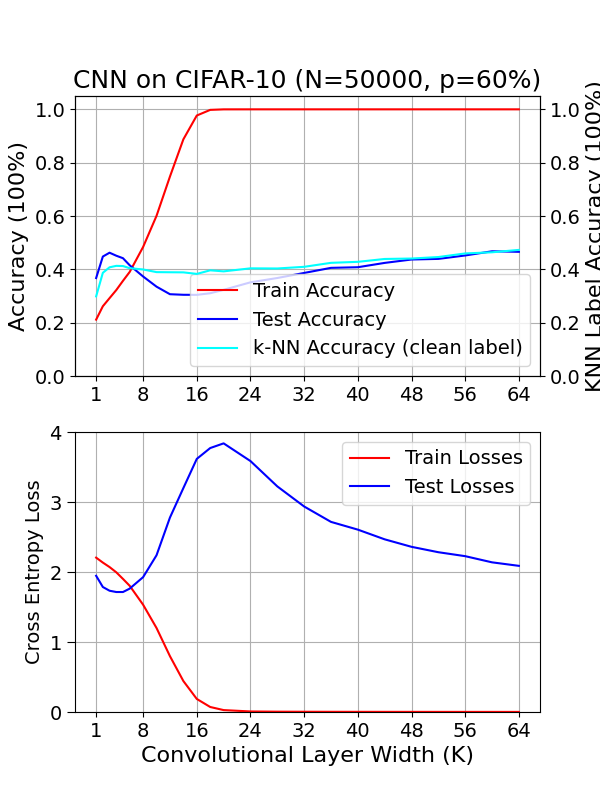 CNN on CIFAR-10 (N=50000, p=60%)
Accuracy (100%)
1.0
0.8
0.6
0.4
0.2
0.0
1.0
0.8
0.6
0.4
0.2
0.0
KNN Label Accuracy (100%)
Train Accuracy
Test Accuracy
k-NN Accuracy (clean label)
1 8 16 24 32 40 48 56 64
Cross Entropy Loss
4
3
2
1
0
Train Losses
Test Losses
1 8 16 24 32 40 48 56 64
Convolutional Layer Width (K)